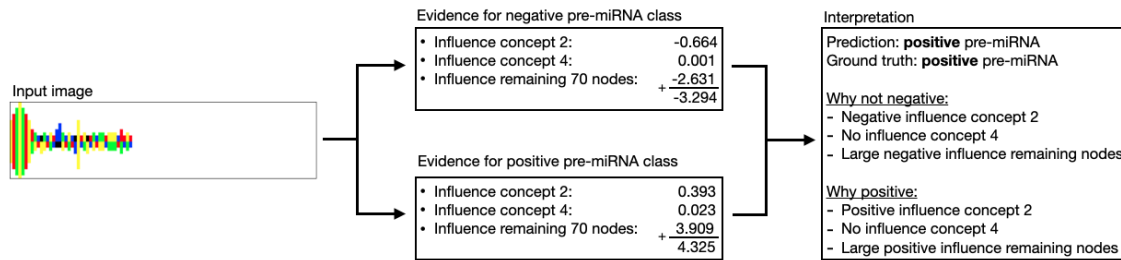 Input image
Evidence for negative pre-miRNA class
• Influence concept 2: -0.664
• Influence concept 4: 0.001
• Influence remaining 70 nodes: + -2.631
-3.294
Evidence for positive pre-miRNA class
• Influence concept 2: 0.393
• Influence concept 4: 0.023
• Influence remaining 70 nodes: + 3.909
4.325
Interpretation
Prediction: positive pre-miRNA
Ground truth: positive pre-miRNA
Why not negative:
- Negative influence concept 2
- No influence concept 4
- Large negative influence remaining nodes
Why positive:
- Positive influence concept 2
- No influence concept 4
- Large positive influence remaining nodes